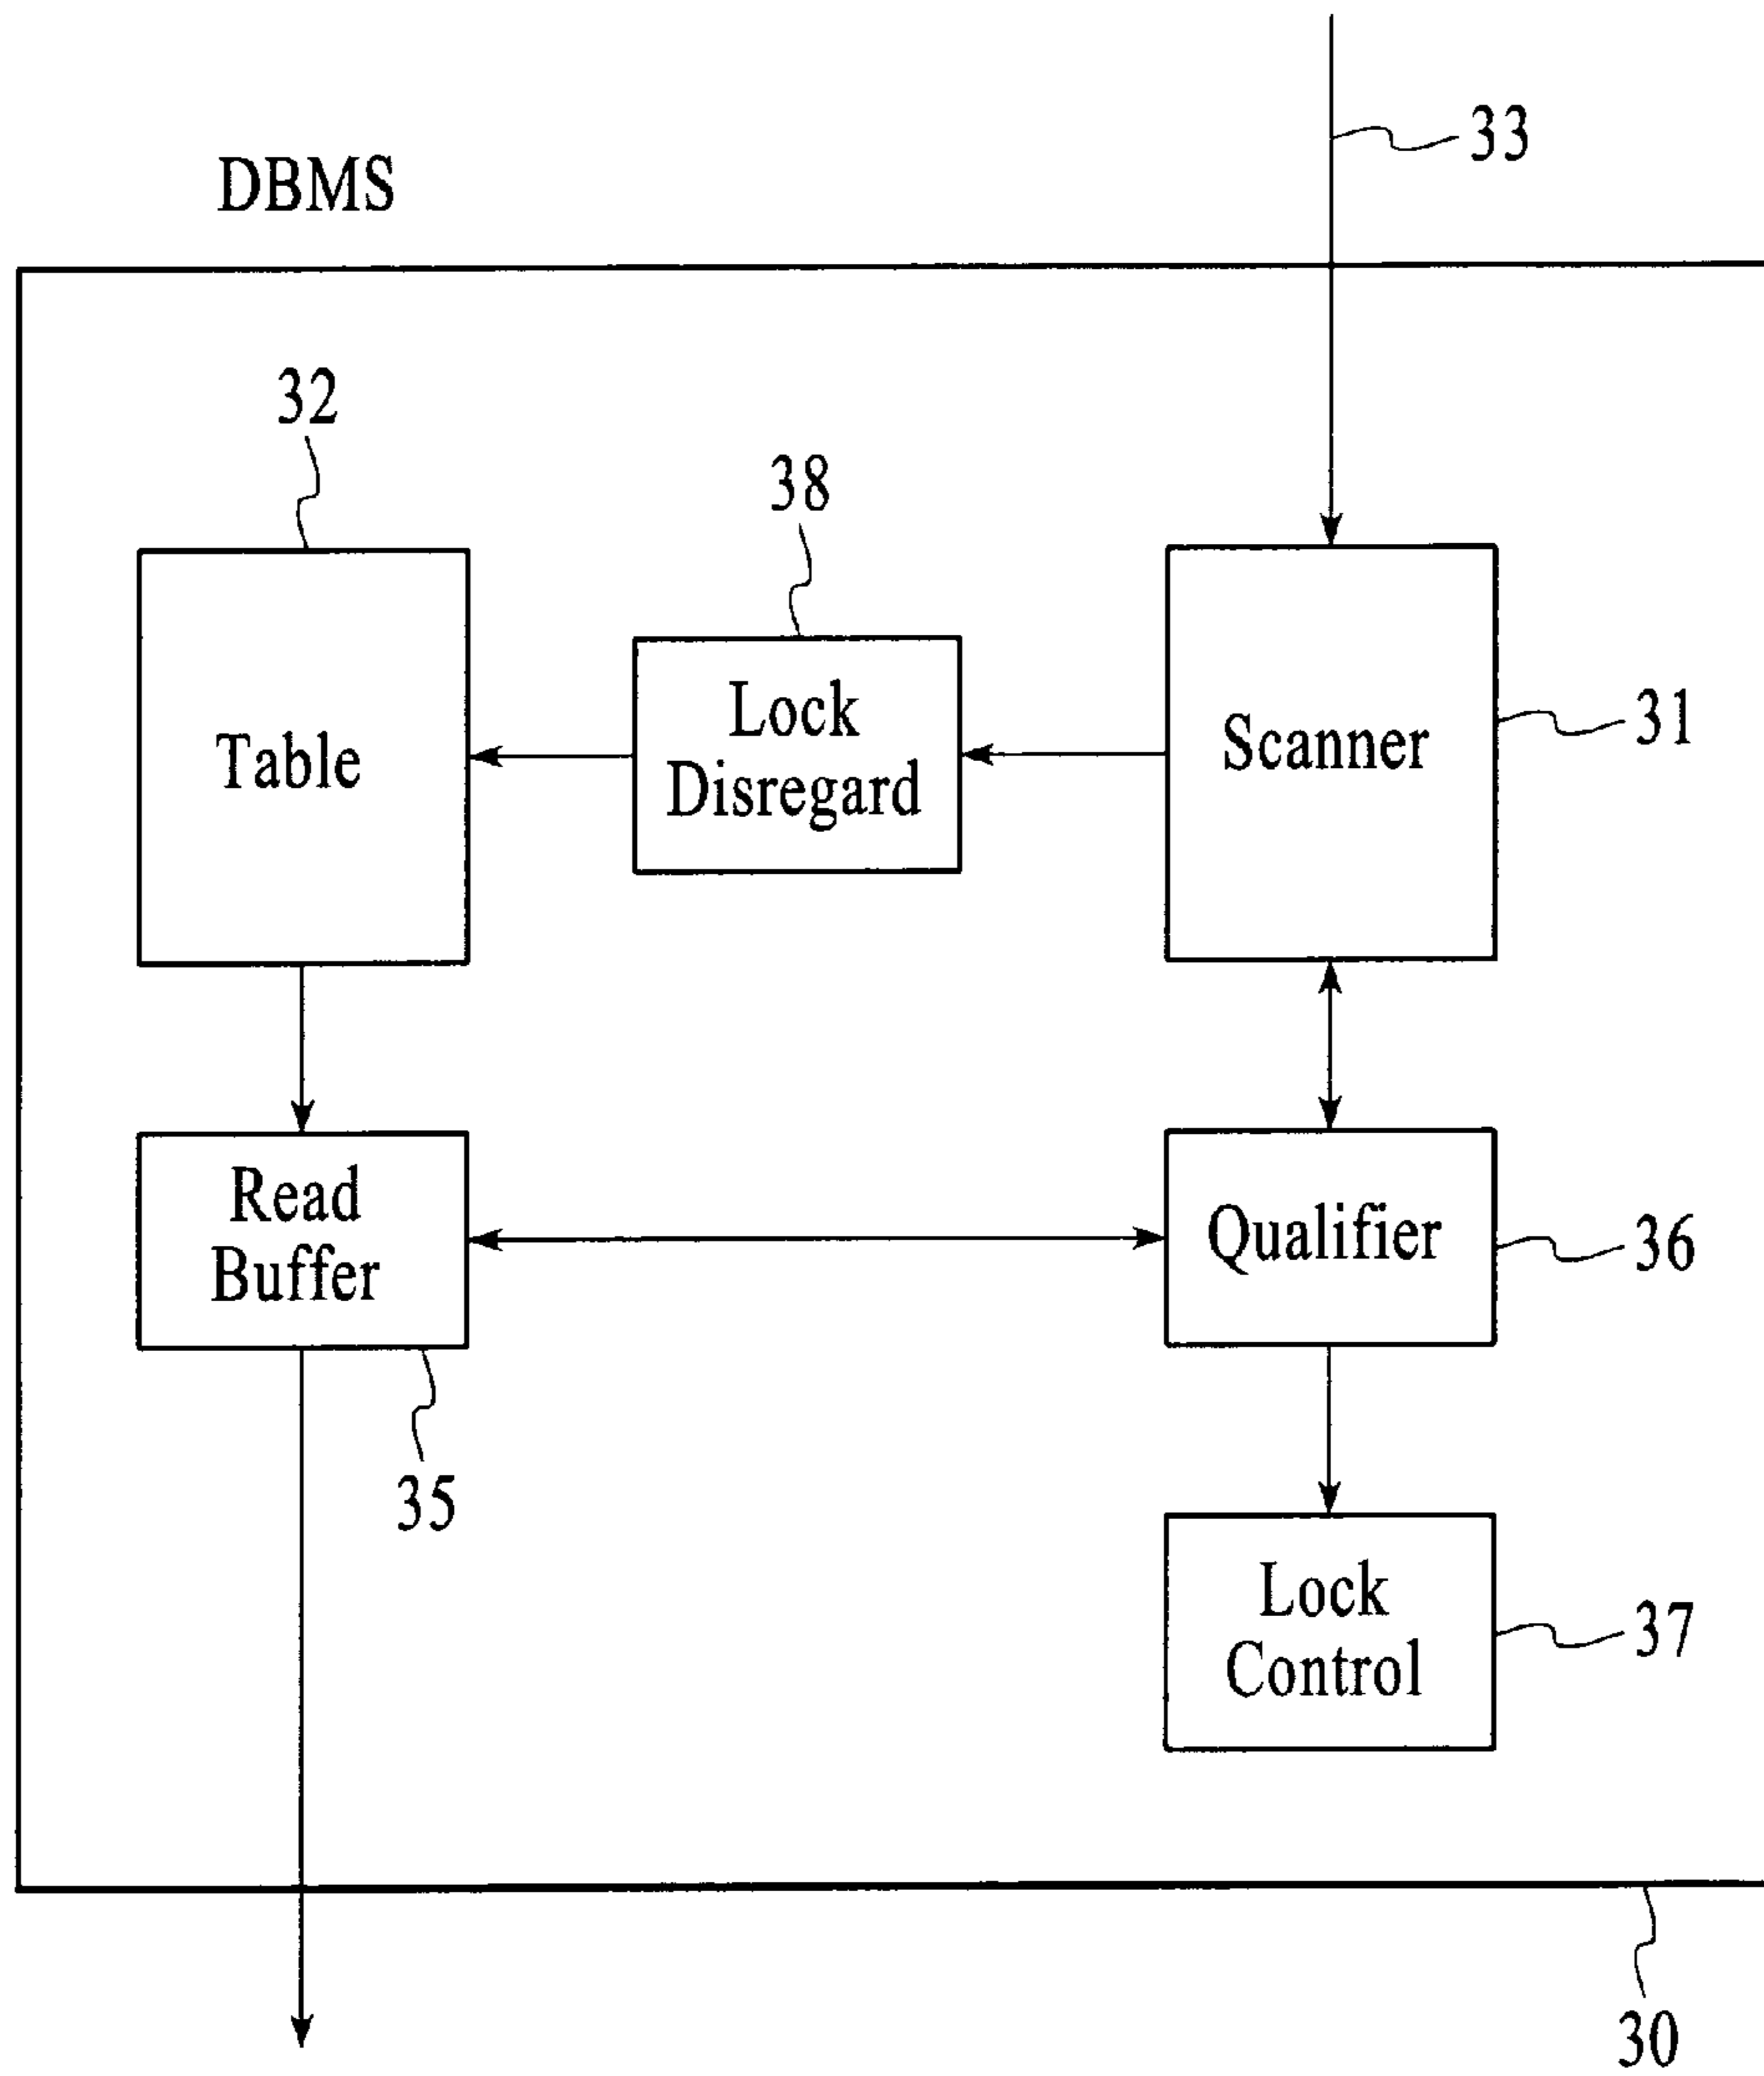 33
DBMS
32
38
Table
Lock
Disregard
Scanner
31
Read
Buffer
Qualifier
36
35
Lock
Control
37
30